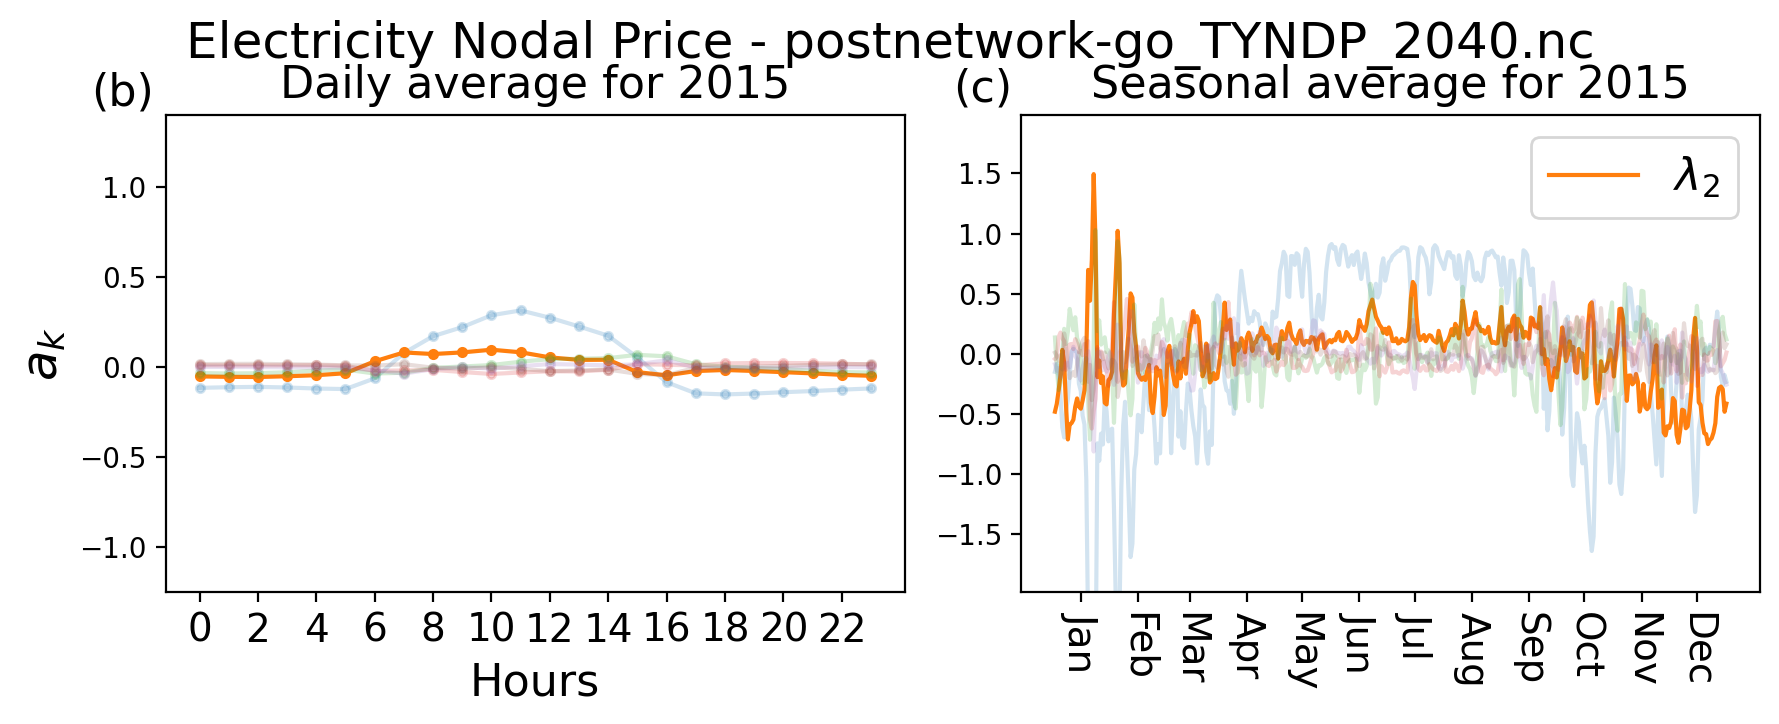 Electricity Nodal Price - postnetwork-go_TYNDP_2040.nc
(b) Daily average for 2015
1.0
0.5
0.0
−0.5
−1.0
a_k
0 2 4 6 8 10 12 14 16 18 20 22
Hours
(c) Seasonal average for 2015
λ_2
1.5
1.0
0.5
0.0
−0.5
−1.0
−1.5
Jan Feb Mar Apr May Jun Jul Aug Sep Oct Nov Dec